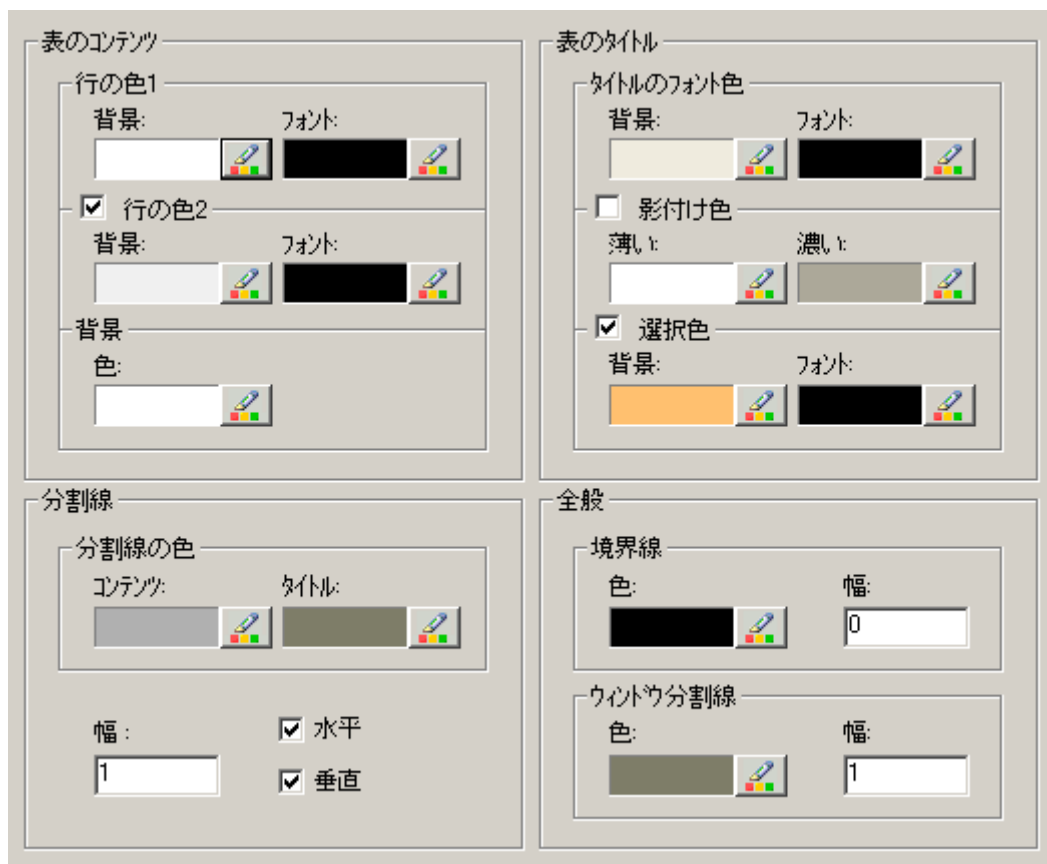 表のコンテンツ
行の色1
背景: フォント:
行の色2
背景: フォント:
背景
色:
表のタイトル
タイトルのフォント色
背景: フォント:
影付け色
薄い: 濃い:
選択色
背景: フォント:
分割線
分割線の色
コンテンツ: タイトル:
幅 : 水平
1 垂直
全般
境界線
色: 幅:
0
ウィンドウ分割線
色: 幅:
1